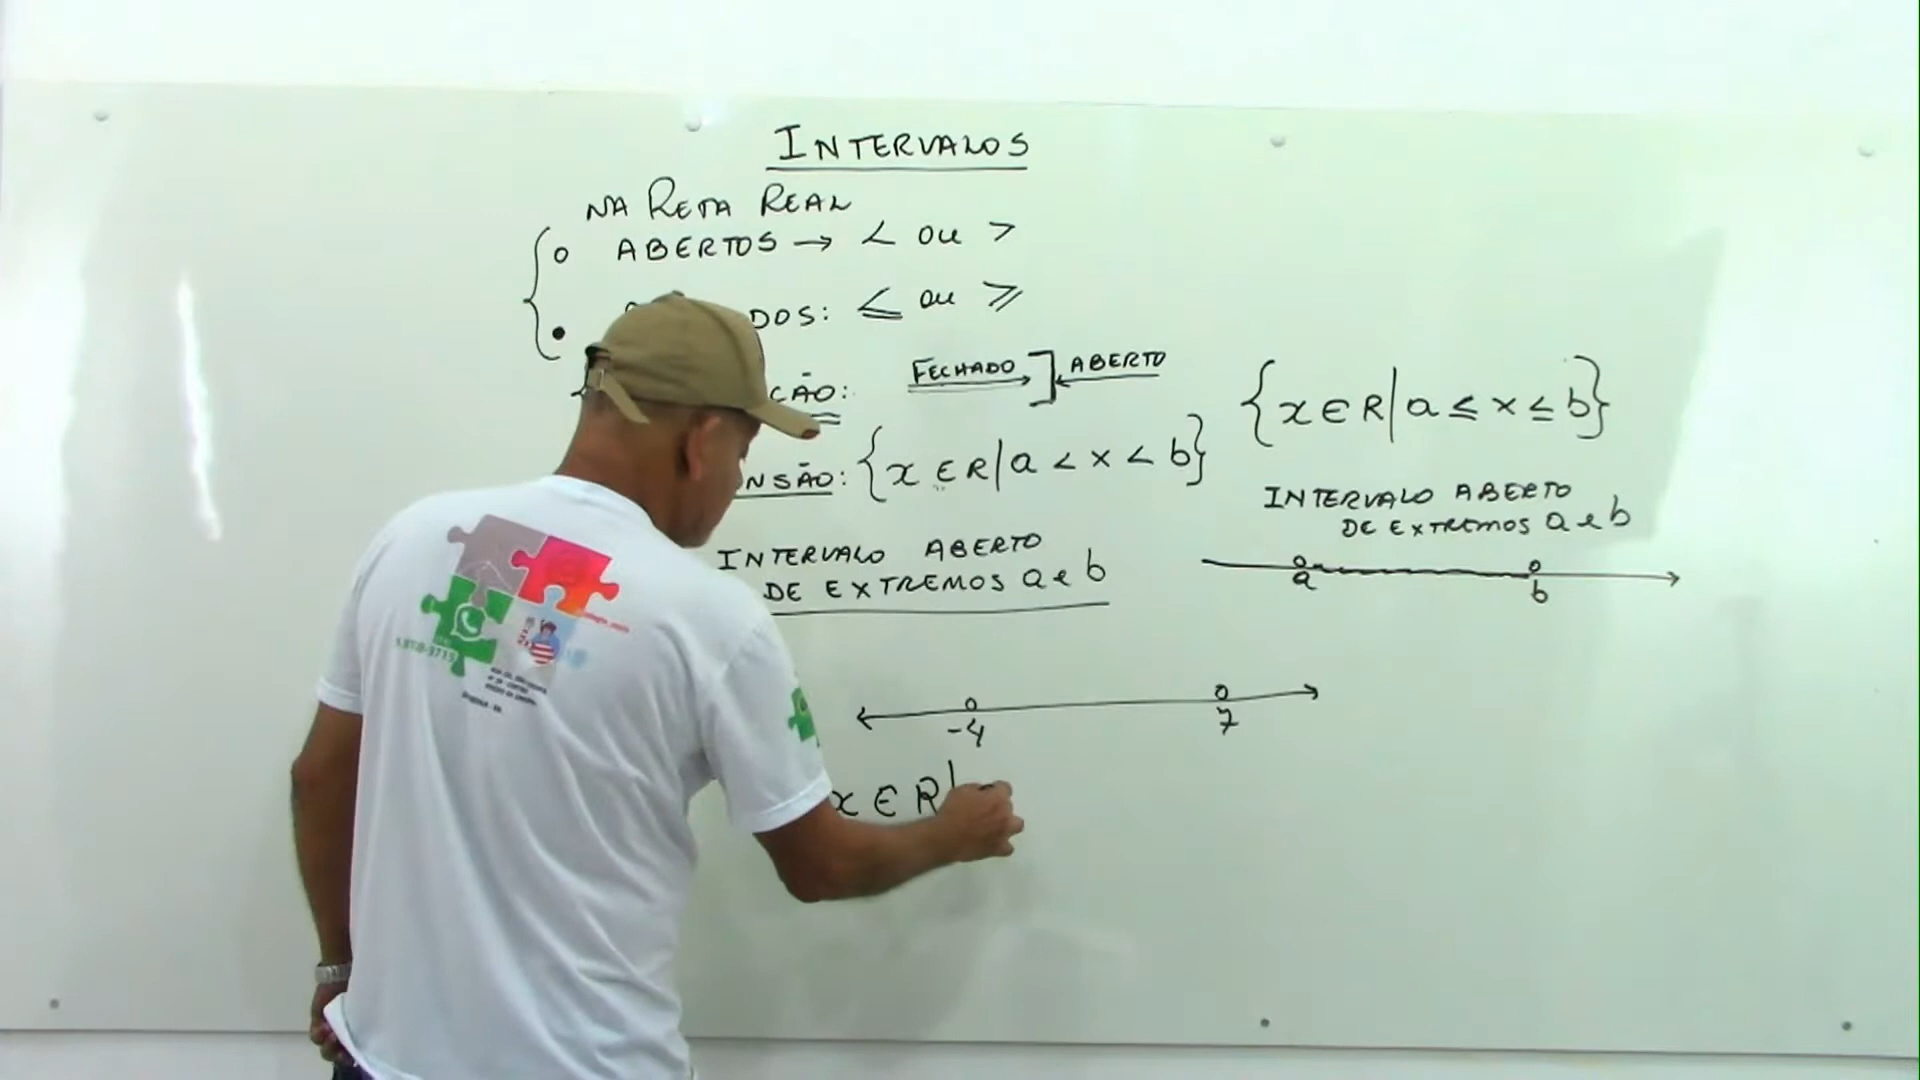 INTERVALOS
NA RETA REAL
ABERTOS → < ou >
DOS: ≤ ou ≥
ÇÃO: FECHADO ] ABERTO
NSÃO: {x ∈ R | a < x < b}
{x ∈ R | a ≤ x ≤ b}
INTERVALO ABERTO
DE EXTREMOS a e b
INTERVALO ABERTO
DE EXTREMOS a e b
a b
-4 7
x ∈ R |